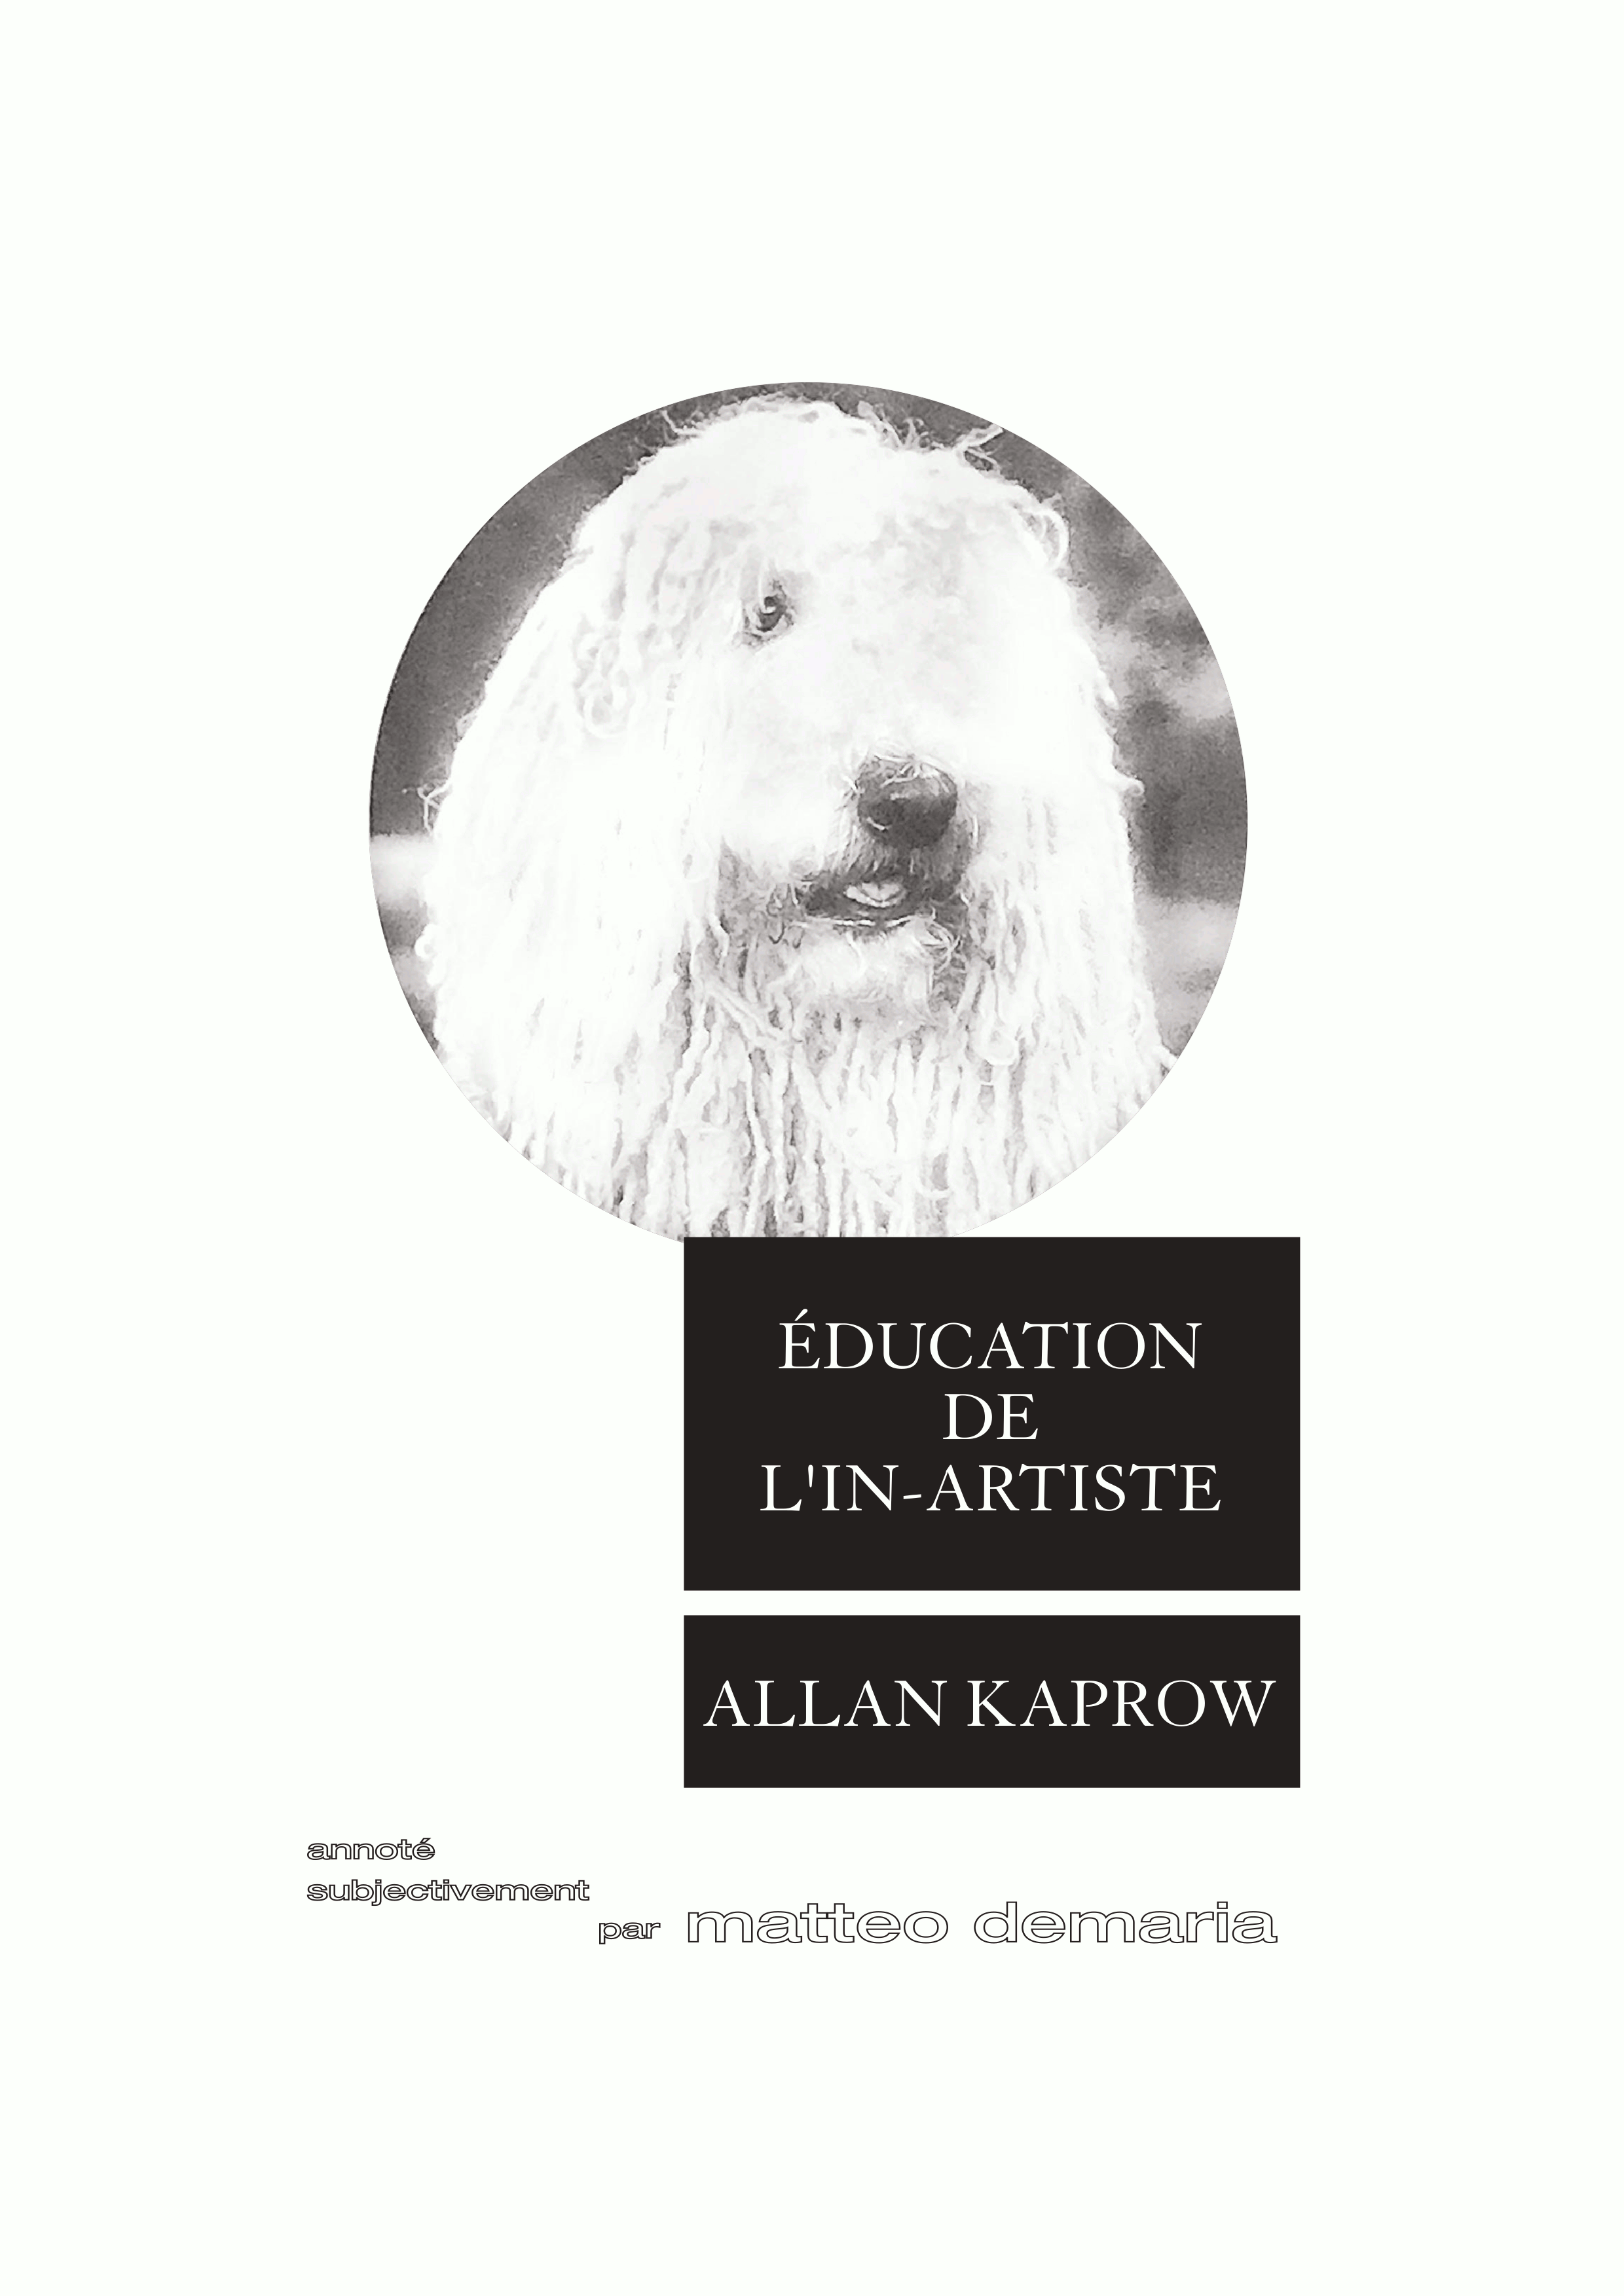 ÉDUCATION
DE
L'IN-ARTISTE
ALLAN KAPROW
annoté
subjectivement
par matteo demaria